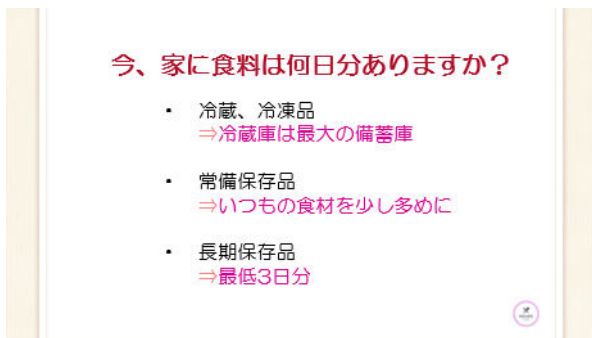 今、家に食料は何日分ありますか？
・ 冷蔵、冷凍品
⇒冷蔵庫は最大の備蓄庫
・ 常備保存品
⇒いつもの食材を少し多めに
・ 長期保存品
⇒最低3日分